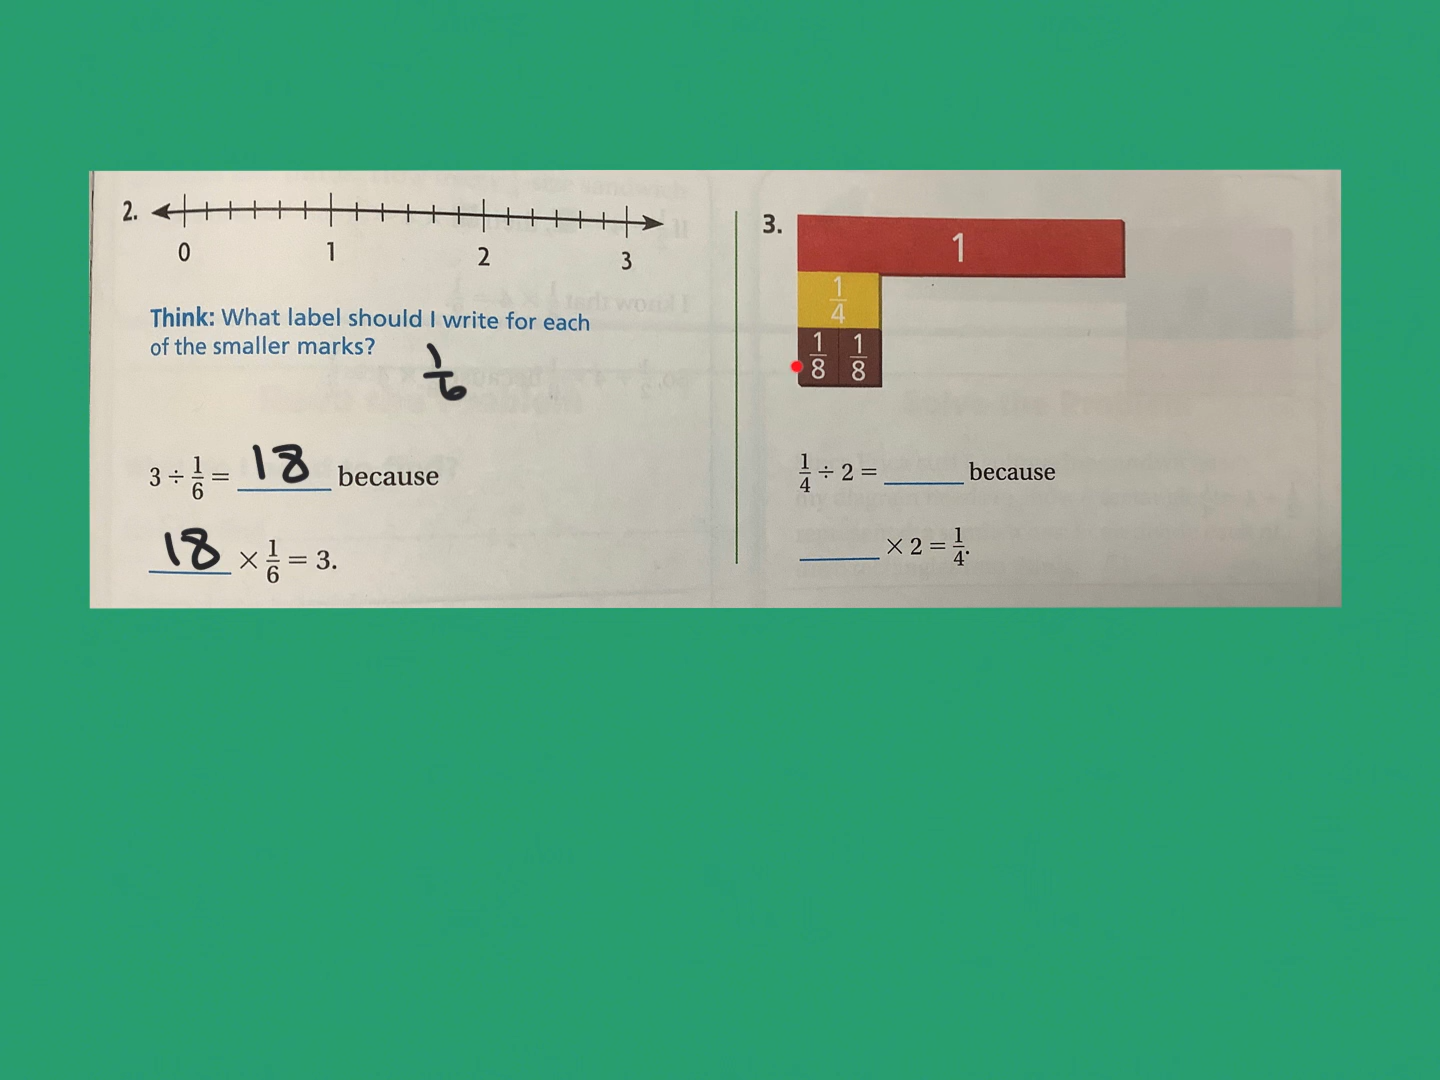 2.
0 1 2 3
Think: What label should I write for each
of the smaller marks?
1/6
3 ÷ 1/6 = 18 because
18 × 1/6 = 3.
3.
1
1/4
1/8 1/8
1/4 ÷ 2 = ______ because
______ × 2 = 1/4.